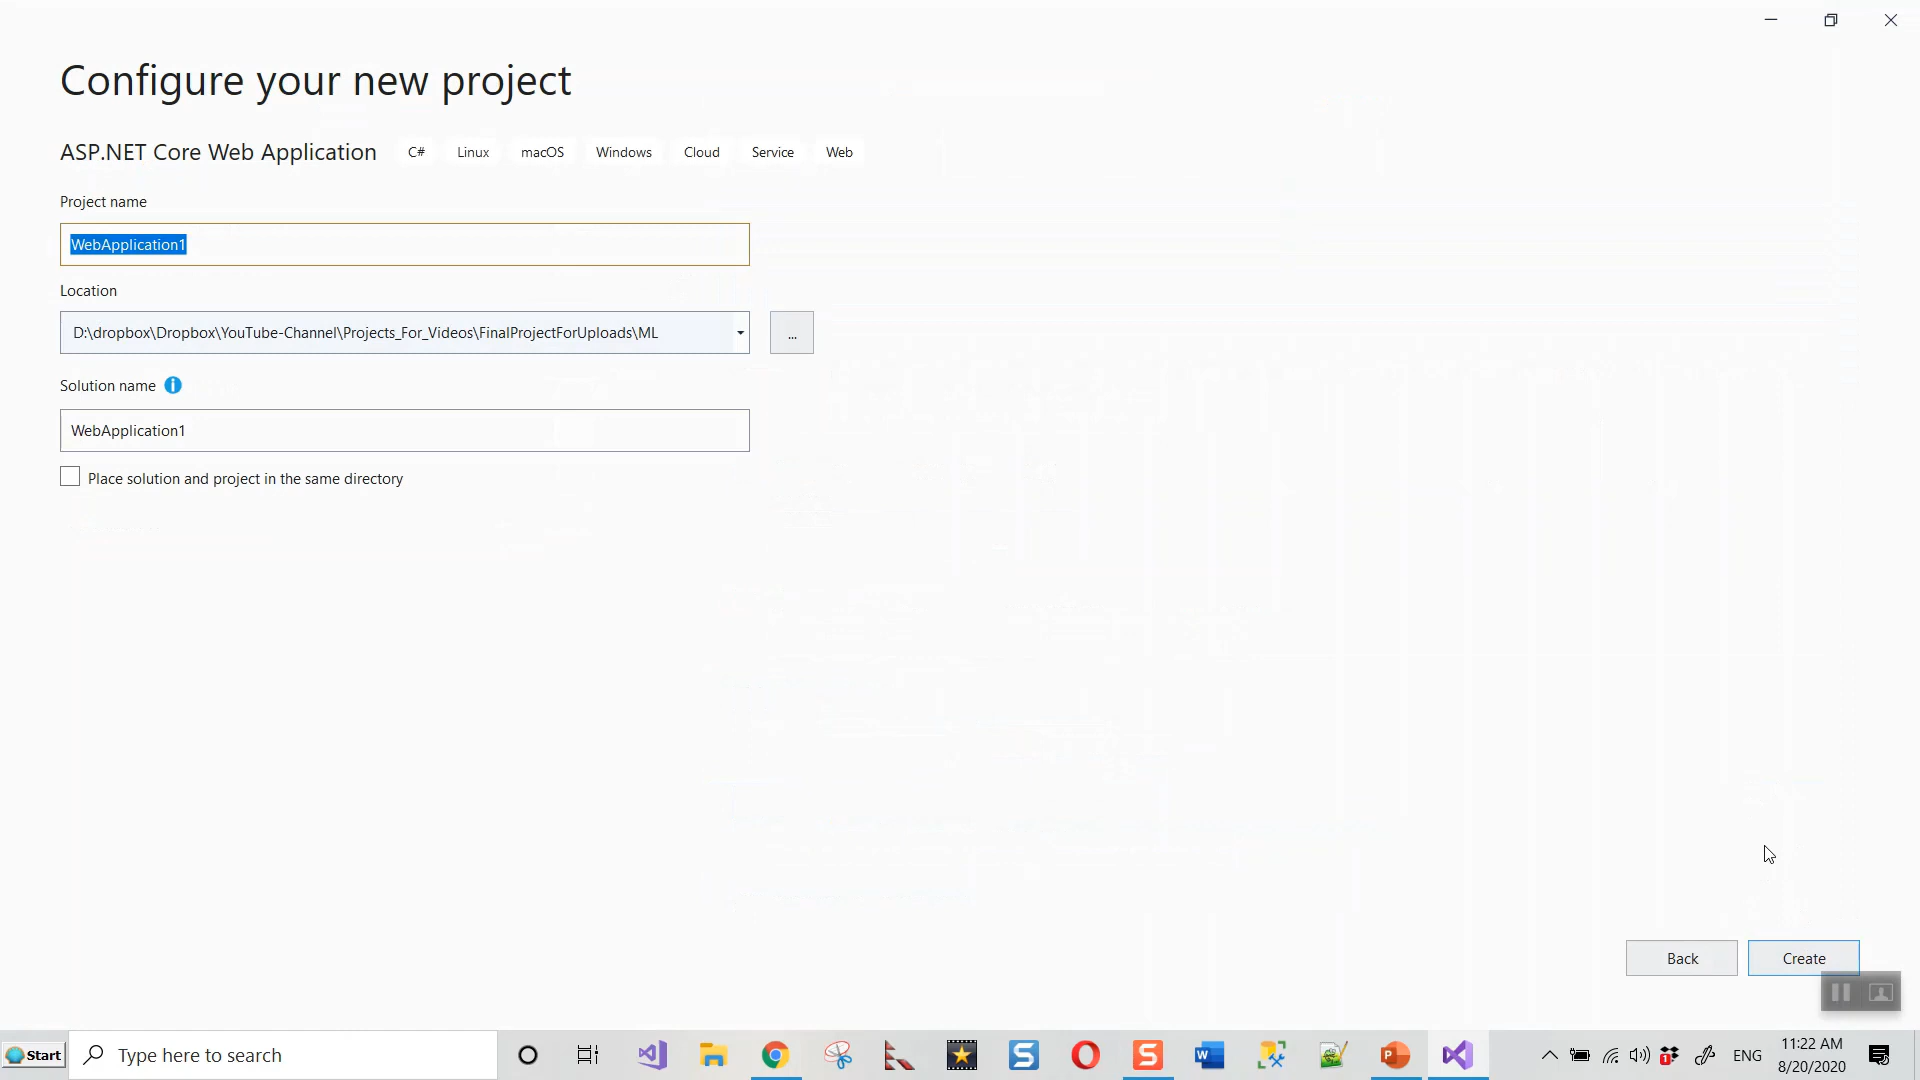 Configure your new project
ASP.NET Core Web Application C# Linux macOS Windows Cloud Service Web
Project name
WebApplication1
Location
D:\dropbox\Dropbox\YouTube-Channel\Projects_For_Videos\FinalProjectForUploads\ML
...
Solution name
WebApplication1
Place solution and project in the same directory
Back Create
Start Type here to search ENG 11:22 AM
8/20/2020